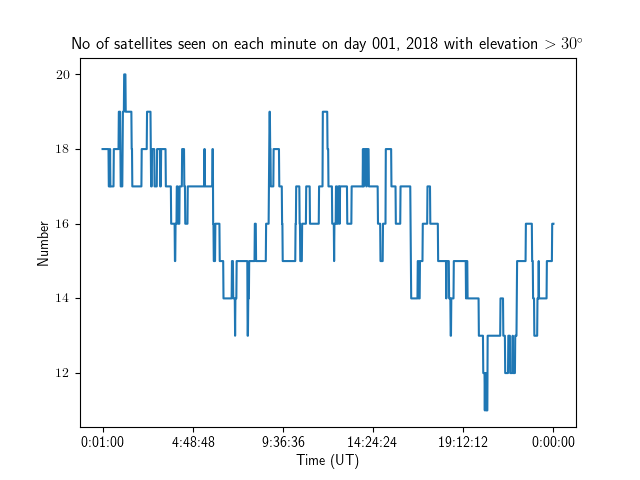 No of satellites seen on each minute on day 001, 2018 with elevation > 30°
20
18
16
14
12
Number
0:01:00 4:48:48 9:36:36 14:24:24 19:12:12 0:00:00
Time (UT)